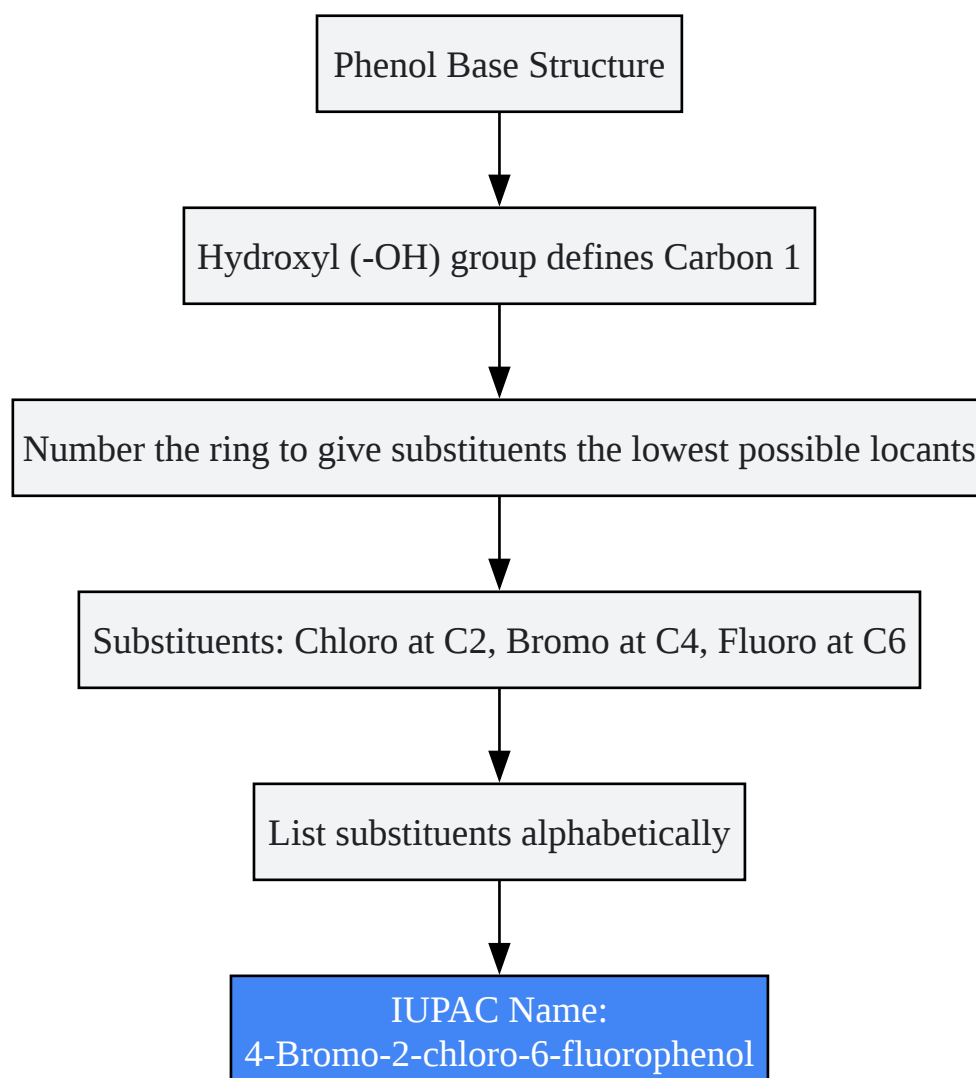 Phenol Base Structure
Hydroxyl (-OH) group defines Carbon 1
Number the ring to give substituents the lowest possible locants
Substituents: Chloro at C2, Bromo at C4, Fluoro at C6
List substituents alphabetically
IUPAC Name:
4-Bromo-2-chloro-6-fluorophenol